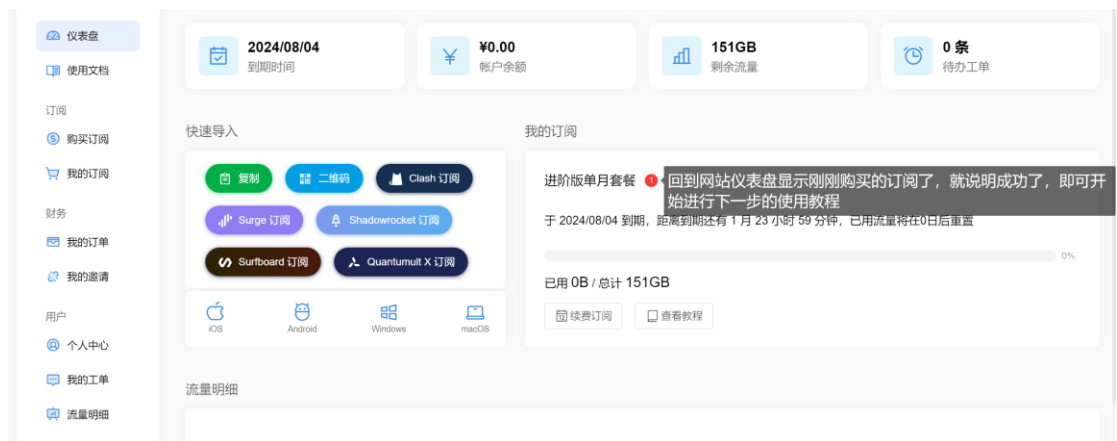 仪表盘
使用文档
订阅
购买订阅
我的订阅
财务
我的订单
我的邀请
用户
个人中心
我的工单
流量明细
2024/08/04
到期时间
¥0.00
帐户余额
151GB
剩余流量
0 条
待办工单
快速导入
复制
二维码
Clash 订阅
Surge 订阅
Shadowrocket 订阅
Surfboard 订阅
Quantumult X 订阅
iOS
Android
Windows
macOS
我的订阅
进阶版单月套餐
1
回到网站仪表盘显示刚刚购买的订阅了，就说明成功了，即可开
始进行下一步的使用教程
于 2024/08/04 到期，距离到期还有 1 月 23 小时 59 分钟，已用流量将在0日后重置
0%
已用 0B / 总计 151GB
续费订阅
查看教程
流量明细